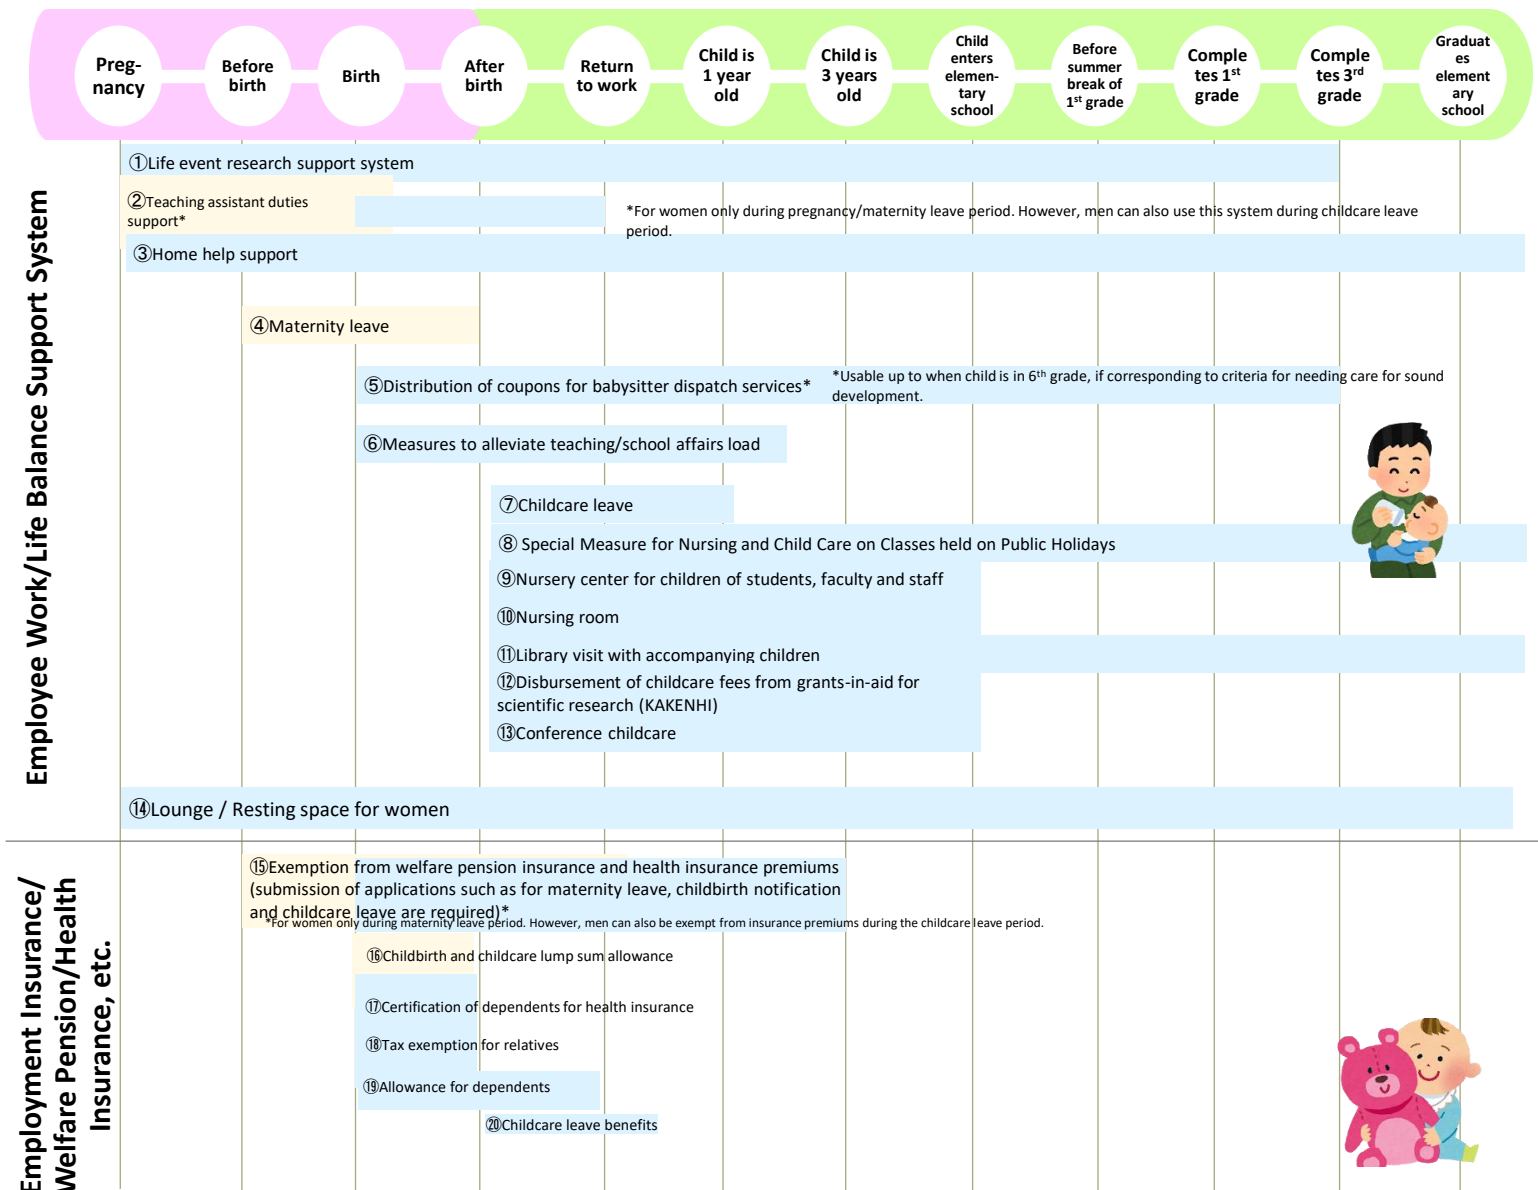 Preg-
nancy
Before
birth
Birth
After
birth
Return
to work
Child is
1 year
old
Child is
3 years
old
Child
enters
elemen-
tary
school
Before
summer
break of
1st grade
Comple
tes 1st
grade
Comple
tes 3rd
grade
Graduat
es
element
ary
school
Employee Work/Life Balance Support System
①Life event research support system
②Teaching assistant duties
support*
*For women only during pregnancy/maternity leave period. However, men can also use this system during childcare leave
period.
③Home help support
④Maternity leave
⑤Distribution of coupons for babysitter dispatch services*
*Usable up to when child is in 6th grade, if corresponding to criteria for needing care for sound
development.
⑥Measures to alleviate teaching/school affairs load
⑦Childcare leave
⑧ Special Measure for Nursing and Child Care on Classes held on Public Holidays
⑨Nursery center for children of students, faculty and staff
⑩Nursing room
⑪Library visit with accompanying children
⑫Disbursement of childcare fees from grants-in-aid for
scientific research (KAKENHI)
⑬Conference childcare
⑭Lounge / Resting space for women
Employment Insurance/
Welfare Pension/Health
Insurance, etc.
⑮Exemption from welfare pension insurance and health insurance premiums
(submission of applications such as for maternity leave, childbirth notification
and childcare leave are required)*
*For women only during maternity leave period. However, men can also be exempt from insurance premiums during the childcare leave period.
⑯Childbirth and childcare lump sum allowance
⑰Certification of dependents for health insurance
⑱Tax exemption for relatives
⑲Allowance for dependents
⑳Childcare leave benefits